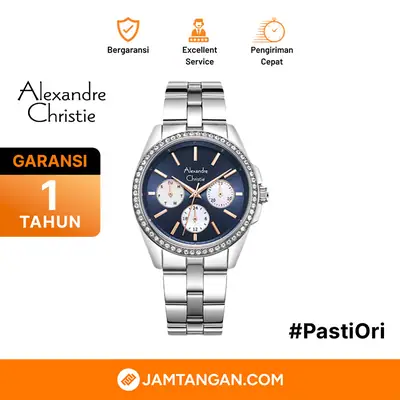 Bergaransi
Excellent
Service
Pengiriman
Cepat
Alexandre
Christie
GARANSI
1
TAHUN
Alexandre
Christie
#PastiOri
JAMTANGAN.COM